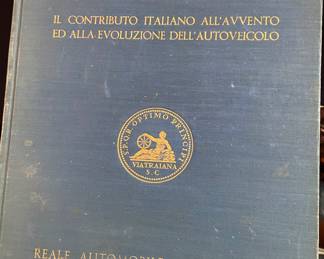 IL CONTRIBUTO ITALIANO ALL'AVVENTO
ED ALLA EVOLUZIONE DELL'AUTOVEICOLO
S.P.Q.R. OPTIMO PRINCIPI
VIA TRAIANA
S.C
REALE